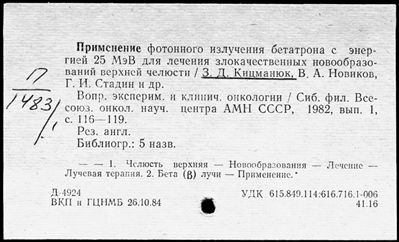 Применение фотонного излучения бетатрона с энер-
гией 25 МэВ для лечения злокачественных новообразо-
ваний верхней челюсти / З. Д. Кицманюк, В. А. Новиков,
Г. И. Стадин и др.
П
1483/1
Вопр. эксперим. и клинич. онкологии / Сиб. фил. Все-
союз. онкол. науч. центра АМН СССР, 1982, вып. 1,
с. 116—119.
Рез. англ.
Библиогр.: 5 назв.
— — 1. Челюсть верхняя — Новообразования — Лечение —
Лучевая терапия. 2. Бета (β) лучи — Применение.
Д-4924 УДК 615.849.114:616.716.1-006
ВКП и ГЦНМБ 26.10.84 41.16